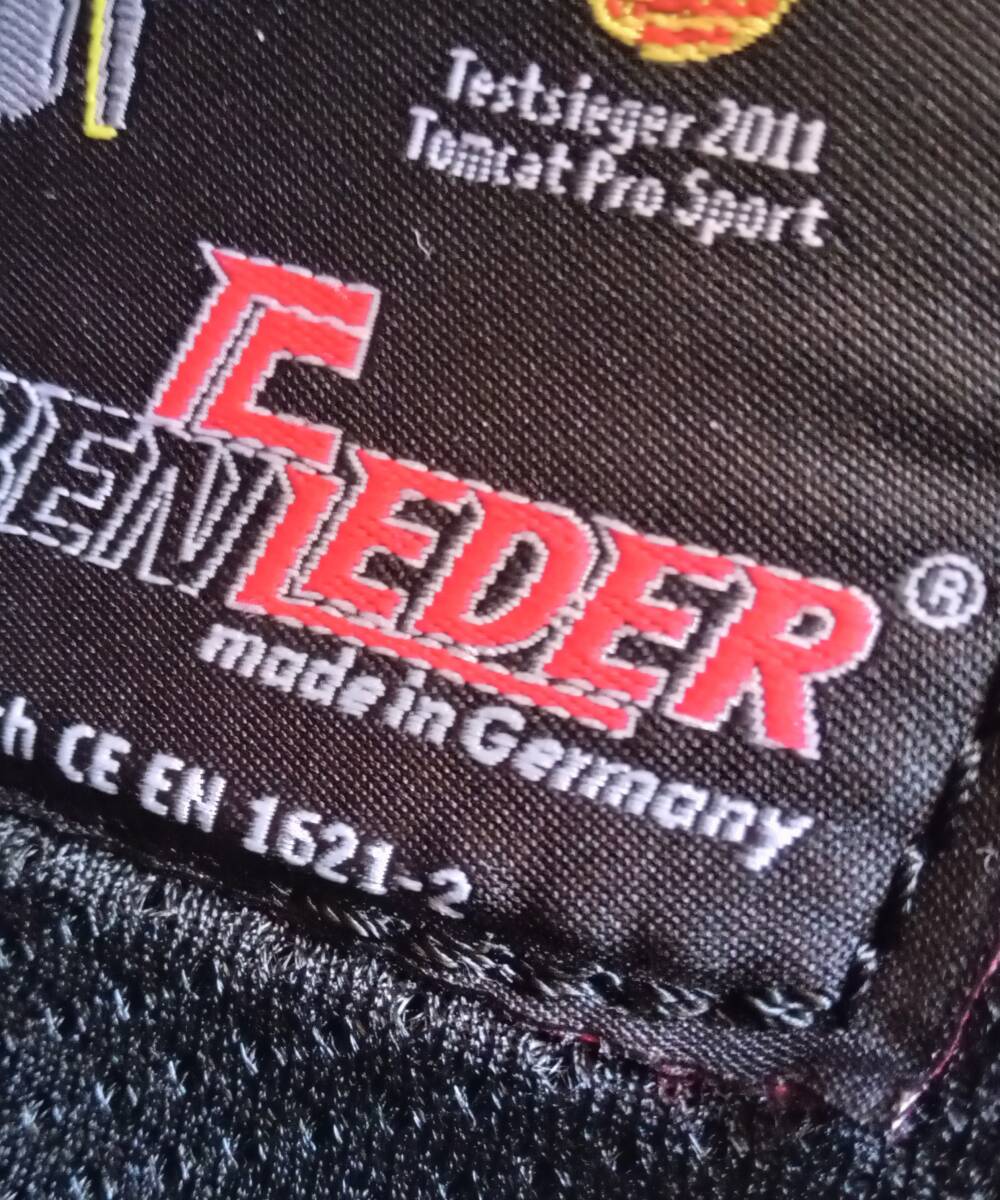 Testsieger 2011
Tomcat Pro Sport
LEDER ®
made in Germany
CE EN 1621-2